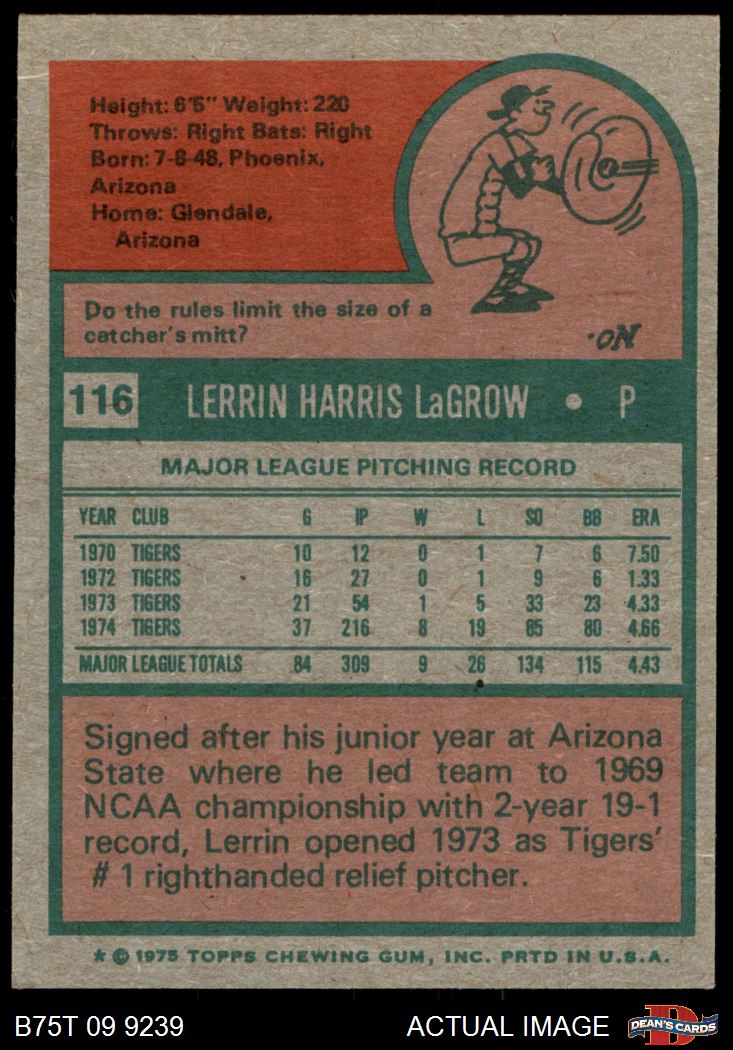 Height: 6'5" Weight: 220
Throws: Right Bats: Right
Born: 7-8-48, Phoenix,
Arizona
Home: Glendale,
Arizona
Do the rules limit the size of a
catcher's mitt?
No.
116 LERRIN HARRIS LaGROW • P
MAJOR LEAGUE PITCHING RECORD
YEAR CLUB G IP W L SO BB ERA
1970 TIGERS 10 12 0 1 7 6 7.50
1972 TIGERS 16 27 0 1 9 6 1.33
1973 TIGERS 21 54 1 5 33 23 4.33
1974 TIGERS 37 216 8 19 85 80 4.66
MAJOR LEAGUE TOTALS 84 309 9 26 134 115 4.43
Signed after his junior year at Arizona
State where he led team to 1969
NCAA championship with 2-year 19-1
record, Lerrin opened 1973 as Tigers'
# 1 righthanded relief pitcher.
* © 1975 TOPPS CHEWING GUM, INC. PRTD IN U.S.A.
B75T 09 9239 ACTUAL IMAGE DEAN'S CARDS